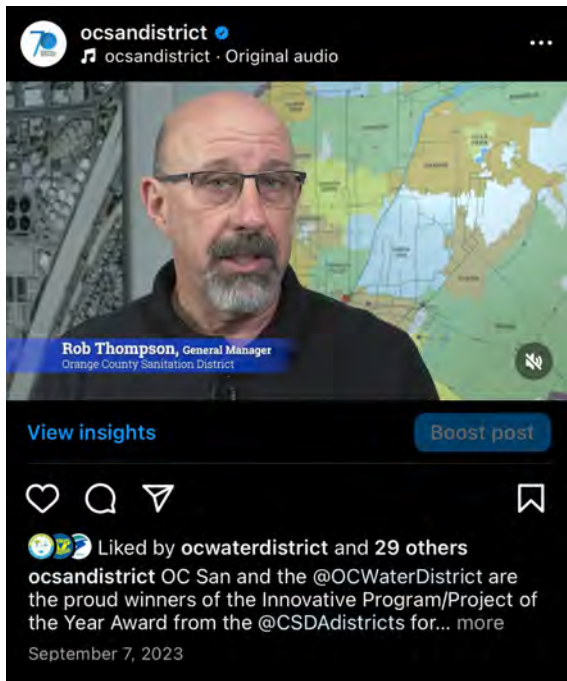 ocsandistrict
ocsandistrict · Original audio
70
Rob Thompson, General Manager
Orange County Sanitation District
View insights
Boost post
Liked by ocwaterdistrict and 29 others
ocsandistrict OC San and the @OCWaterDistrict are
the proud winners of the Innovative Program/Project of
the Year Award from the @CSDAdistricts for... more
September 7, 2023